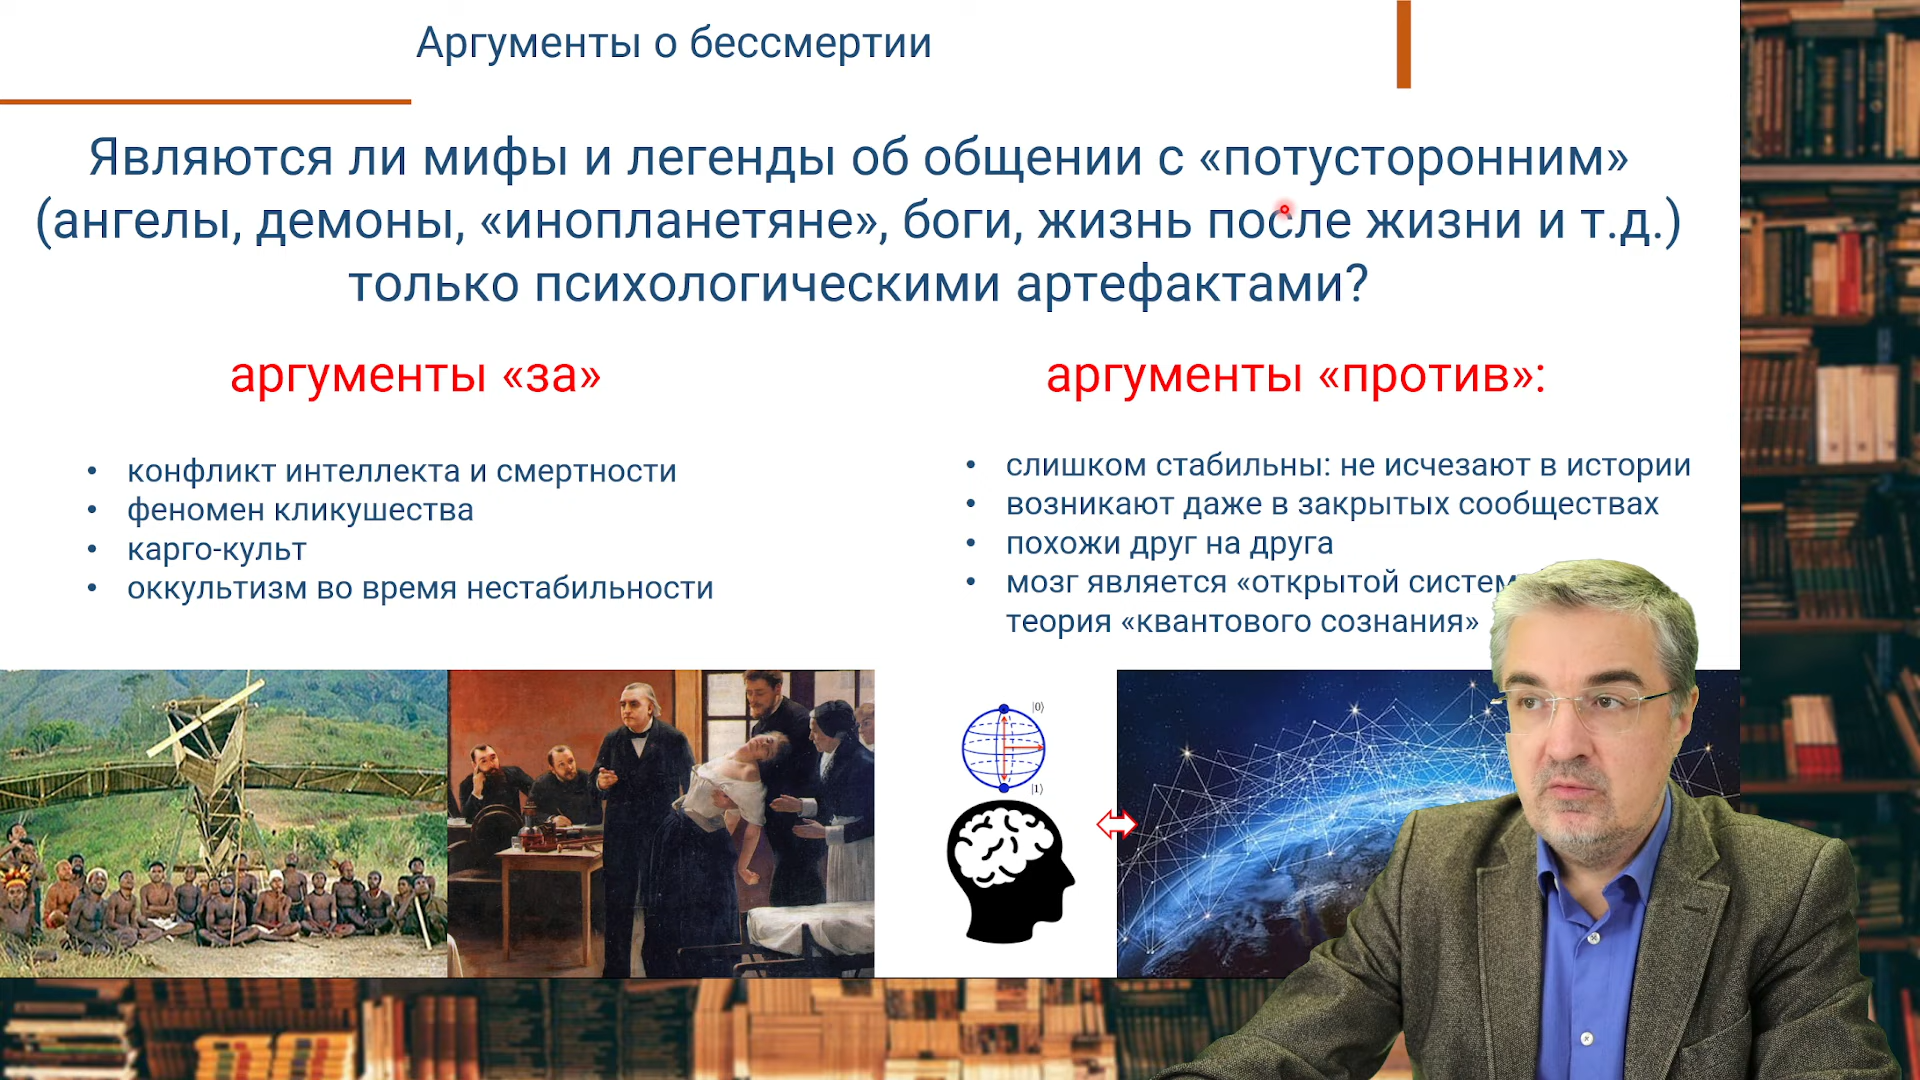 Аргументы о бессмертии
Являются ли мифы и легенды об общении с «потусторонним»
(ангелы, демоны, «инопланетяне», боги, жизнь после жизни и т.д.)
только психологическими артефактами?
аргументы «за»
• конфликт интеллекта и смертности
• феномен кликушества
• карго-культ
• оккультизм во время нестабильности
аргументы «против»:
• слишком стабильны: не исчезают в истории
• возникают даже в закрытых сообществах
• похожи друг на друга
• мозг является «открытой
теория «квантового сознания»
|0⟩
|1⟩